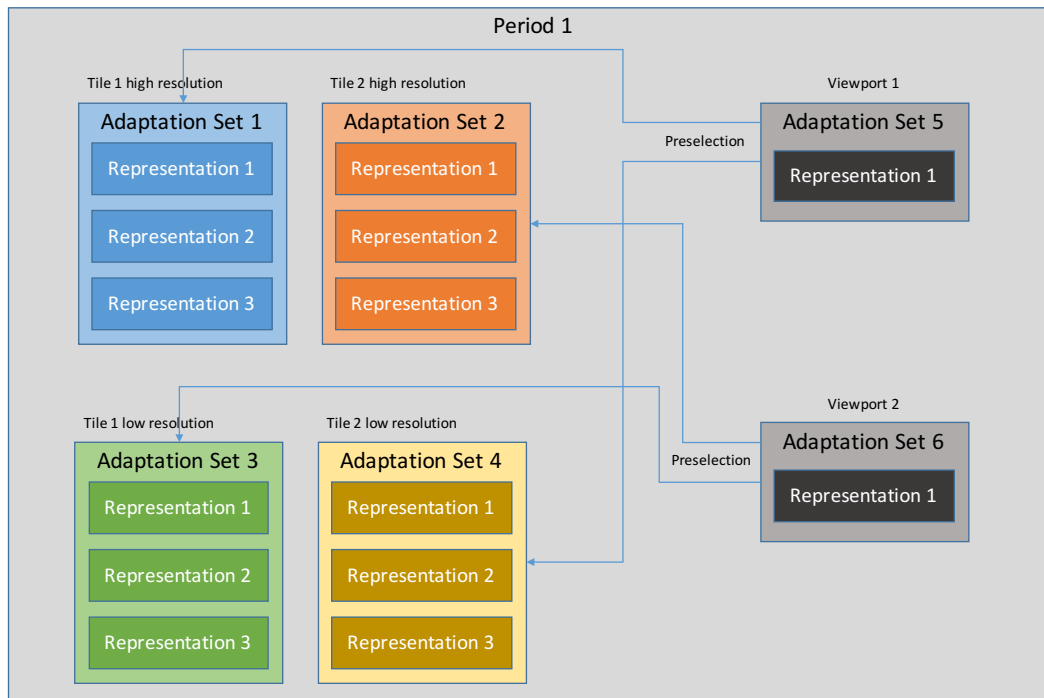 Period 1
Tile 1 high resolution
Tile 2 high resolution
Viewport 1
Adaptation Set 1
Representation 1
Representation 2
Representation 3
Adaptation Set 2
Representation 1
Representation 2
Representation 3
Preselection
Adaptation Set 5
Representation 1
Tile 1 low resolution
Tile 2 low resolution
Viewport 2
Adaptation Set 3
Representation 1
Representation 2
Representation 3
Adaptation Set 4
Representation 1
Representation 2
Representation 3
Preselection
Adaptation Set 6
Representation 1